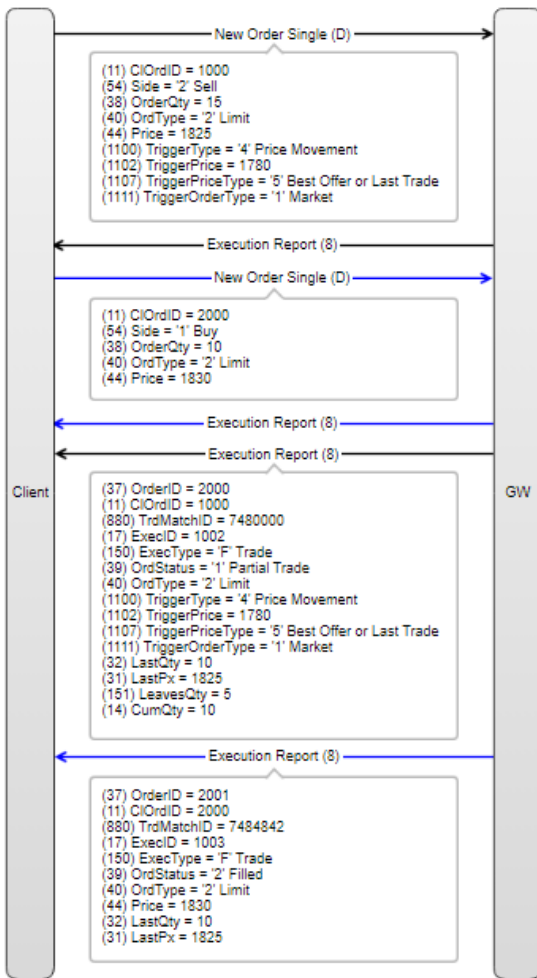 New Order Single (D)
(11) ClOrdID = 1000
(54) Side = '2' Sell
(38) OrderQty = 15
(40) OrdType = '2' Limit
(44) Price = 1825
(1100) TriggerType = '4' Price Movement
(1102) TriggerPrice = 1780
(1107) TriggerPriceType = '5' Best Offer or Last Trade
(1111) TriggerOrderType = '1' Market
Execution Report (8)
New Order Single (D)
(11) ClOrdID = 2000
(54) Side = '1' Buy
(38) OrderQty = 10
(40) OrdType = '2' Limit
(44) Price = 1830
Execution Report (8)
Execution Report (8)
Client
GW
(37) OrderID = 2000
(11) ClOrdID = 1000
(880) TrdMatchID = 7480000
(17) ExecID = 1002
(150) ExecType = 'F' Trade
(39) OrdStatus = '1' Partial Trade
(40) OrdType = '2' Limit
(1100) TriggerType = '4' Price Movement
(1102) TriggerPrice = 1780
(1107) TriggerPriceType = '5' Best Offer or Last Trade
(1111) TriggerOrderType = '1' Market
(32) LastQty = 10
(31) LastPx = 1825
(151) LeavesQty = 5
(14) CumQty = 10
Execution Report (8)
(37) OrderID = 2001
(11) ClOrdID = 2000
(880) TrdMatchID = 7484842
(17) ExecID = 1003
(150) ExecType = 'F' Trade
(39) OrdStatus = '2' Filled
(40) OrdType = '2' Limit
(44) Price = 1830
(32) LastQty = 10
(31) LastPx = 1825